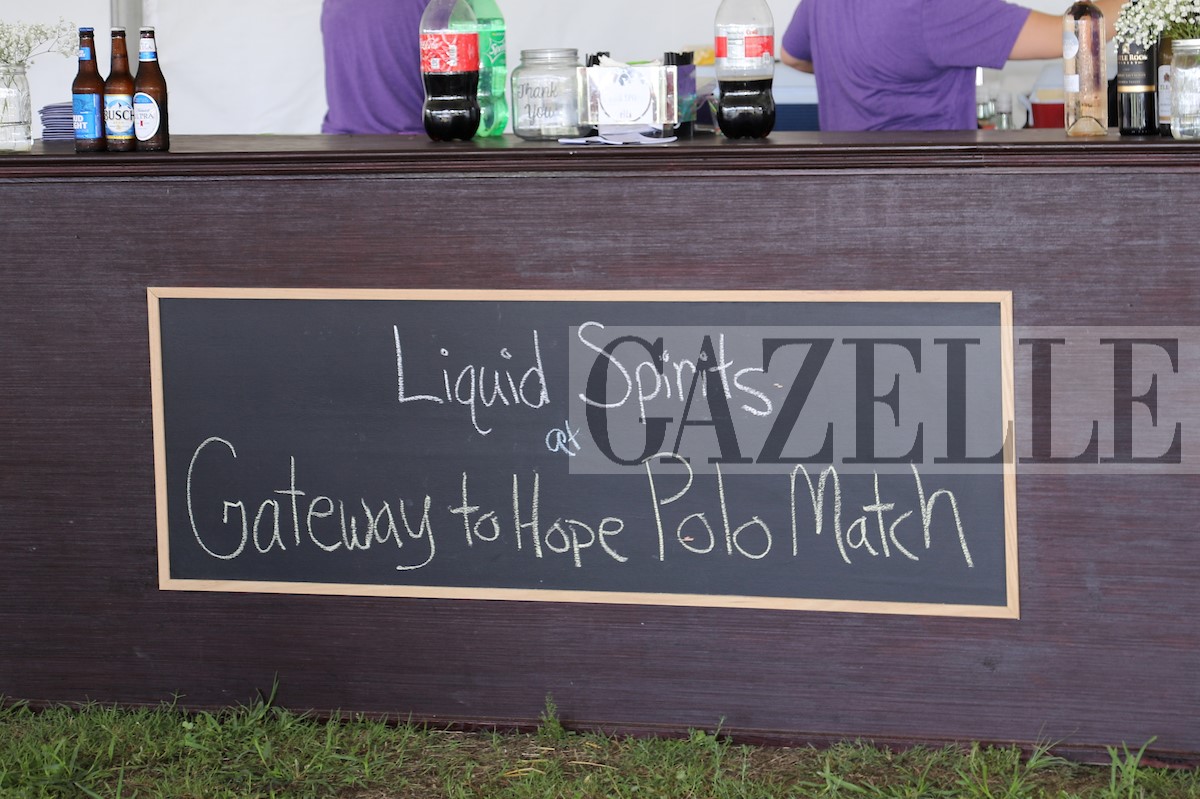 BUSCH
Thank
You
Liquid Spirits
at
Gateway to Hope Polo Match
GAZELLE